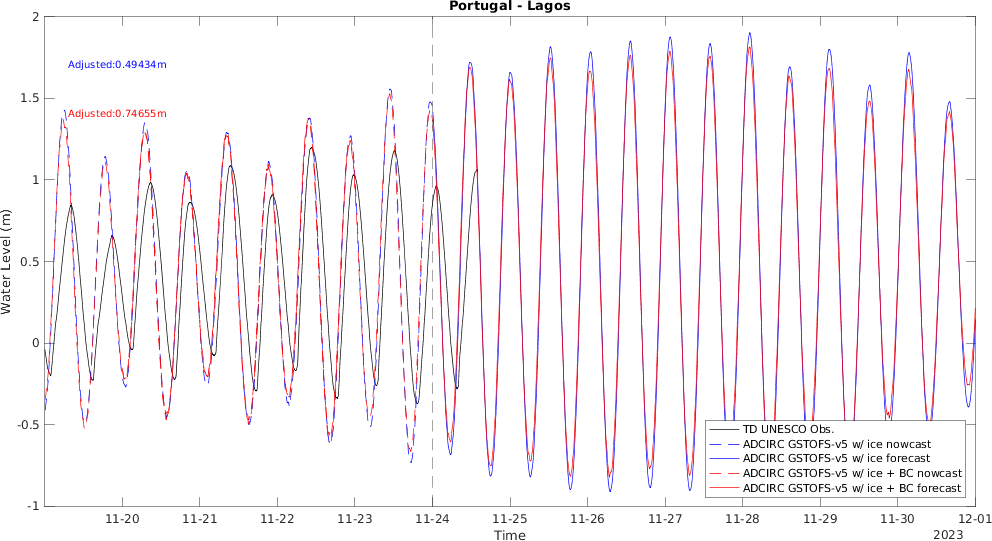 Portugal - Lagos
2
1.5
1
0.5
0
-0.5
-1
Water Level (m)
Adjusted:0.49434m
Adjusted:0.74655m
TD UNESCO Obs.
ADCIRC GSTOFS-v5 w/ ice nowcast
ADCIRC GSTOFS-v5 w/ ice forecast
ADCIRC GSTOFS-v5 w/ ice + BC nowcast
ADCIRC GSTOFS-v5 w/ ice + BC forecast
11-20 11-21 11-22 11-23 11-24 11-25 11-26 11-27 11-28 11-29 11-30 12-01
Time
2023